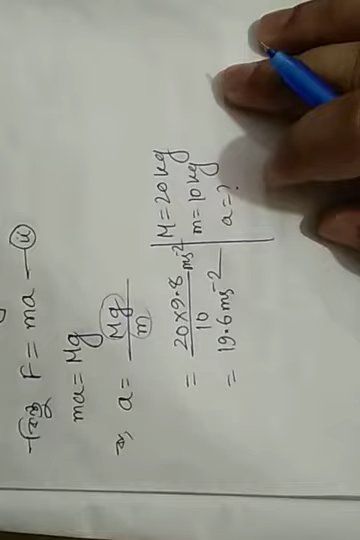 কিন্তু F = ma — (ii)
ma = Mg
বা, a = Mg/m
= 20×9.8/10 ms⁻²
= 19.6 ms⁻²
M = 20 kg
m = 10 kg
a = ?